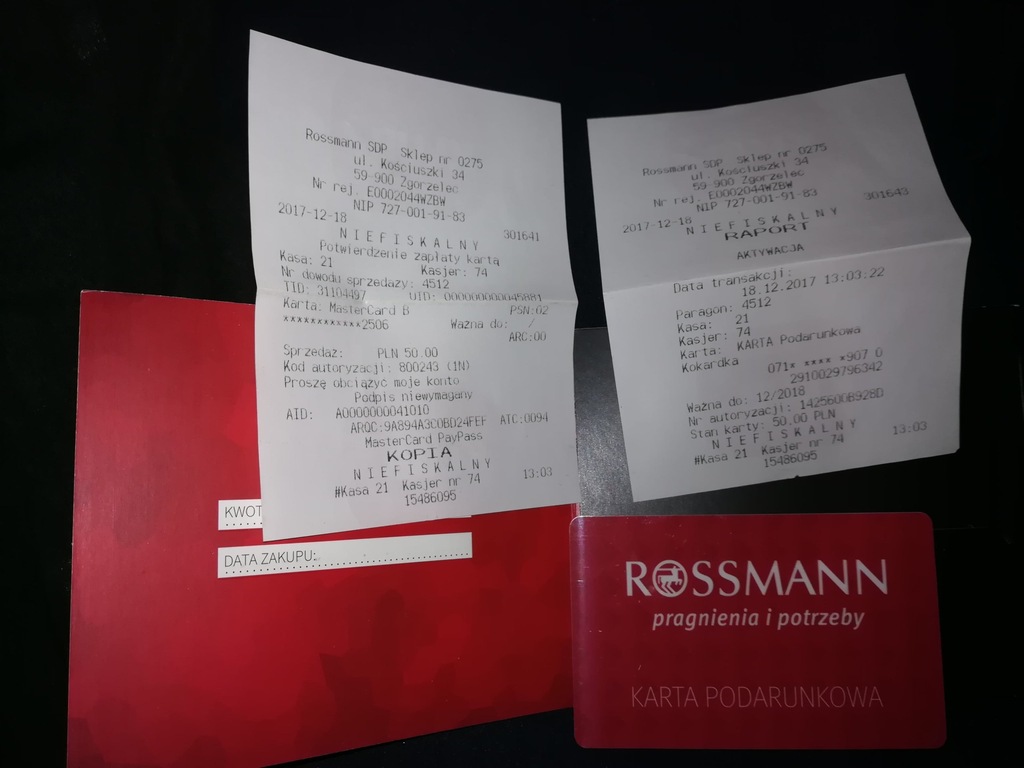 Rossmann SDP Sklep nr 0275
ul. Kościuszki 34
59-900 Zgorzelec
Nr rej. E0002044WZBW
NIP 727-001-91-83
2017-12-18 301641
N I E F I S K A L N Y
Potwierdzenie zapłaty kartą
Kasa: 21 Kasjer: 74
Nr dowodu sprzedaży: 4512
TID: 31104497 UID: 000000000045881
Karta: MasterCard B PSN:02
************2506 Ważna do: /
ARC:00
Sprzedaż: PLN 50.00
Kod autoryzacji: 800243 (1N)
Proszę obciążyć moje konto
Podpis niewymagany
AID: A0000000041010
ARQC:9A894A3C0BD24FEF ATC:0094
MasterCard PayPass
KOPIA
N I E F I S K A L N Y
#Kasa 21 Kasjer nr 74 13:03
15486095
Rossmann SDP Sklep nr 0275
ul. Kościuszki 34
59-900 Zgorzelec
Nr rej. E0002044WZBW
NIP 727-001-91-83
2017-12-18 301643
N I E F I S K A L N Y
RAPORT
AKTYWACJA
Data transakcji:
18.12.2017 13:03:22
Paragon: 4512
Kasa: 21
Kasjer: 74
Karta: KARTA Podarunkowa
Kokardka
071* **** *907 0
2910029796342
Ważna do: 12/2018
Nr autoryzacji: 1425600B928D
Stan karty: 50.00 PLN
N I E F I S K A L N Y
#Kasa 21 Kasjer nr 74 13:03
15486095
KWOT
DATA ZAKUPU:
ROSSMANN
pragnienia i potrzeby
KARTA PODARUNKOWA